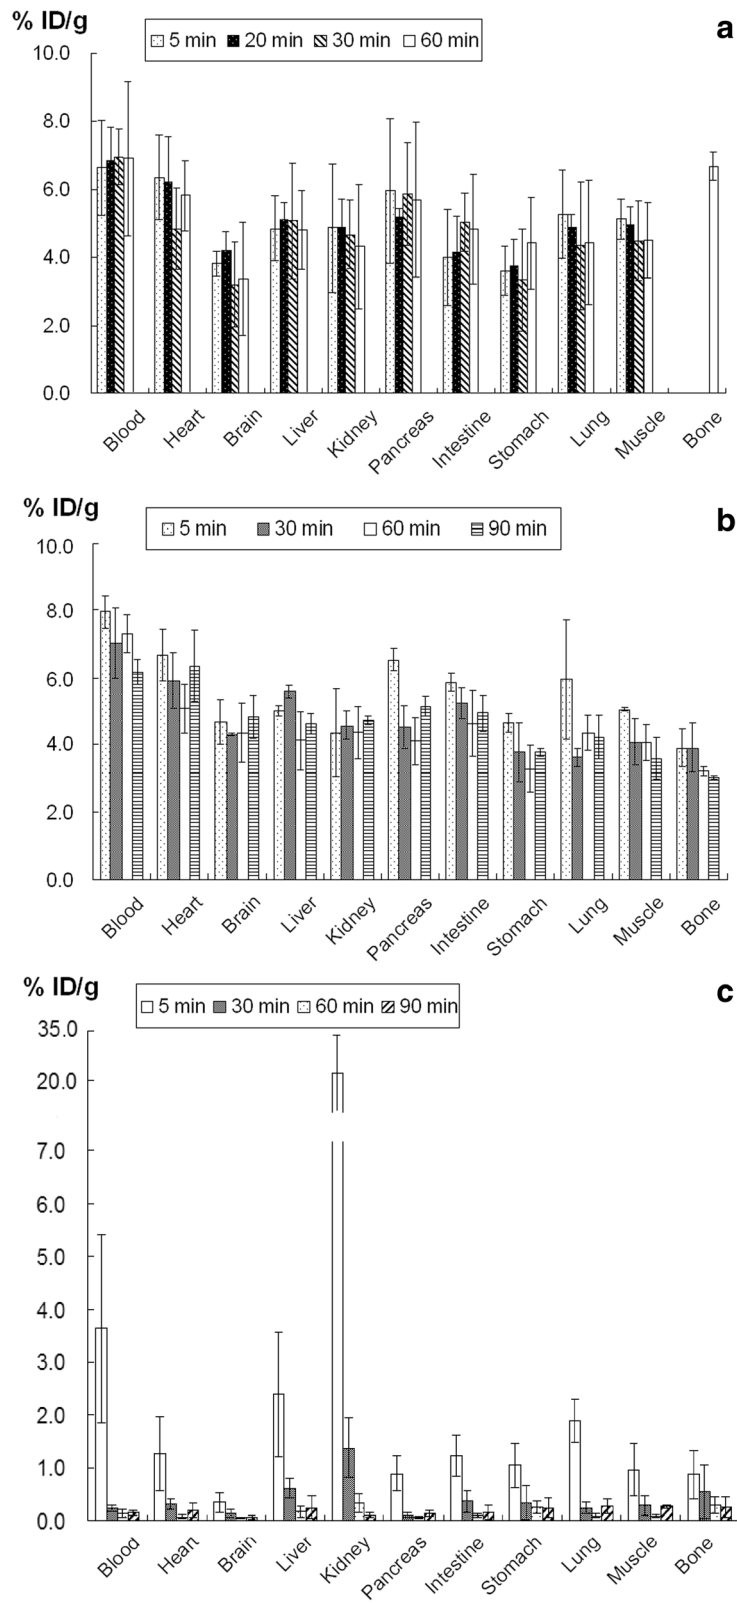 % ID/g
a
5 min 20 min 30 min 60 min
10.0
8.0
6.0
4.0
2.0
0.0
Blood Heart Brain Liver Kidney Pancreas Intestine Stomach Lung Muscle Bone
% ID/g
b
5 min 30 min 60 min 90 min
10.0
8.0
6.0
4.0
2.0
0.0
Blood Heart Brain Liver Kidney Pancreas Intestine Stomach Lung Muscle Bone
% ID/g
c
5 min 30 min 60 min 90 min
35.0
20.0
7.0
6.0
5.0
4.0
3.0
2.0
1.0
0.0
Blood Heart Brain Liver Kidney Pancreas Intestine Stomach Lung Muscle Bone